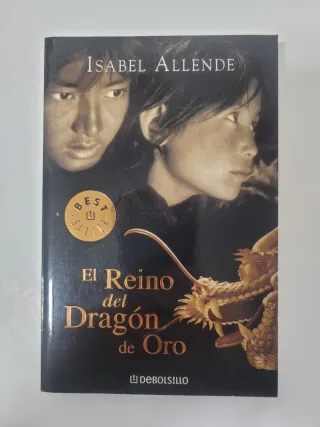 ISABEL ALLENDE
BEST
SELLER
El Reino
del
Dragón
de Oro
DEBOLSILLO